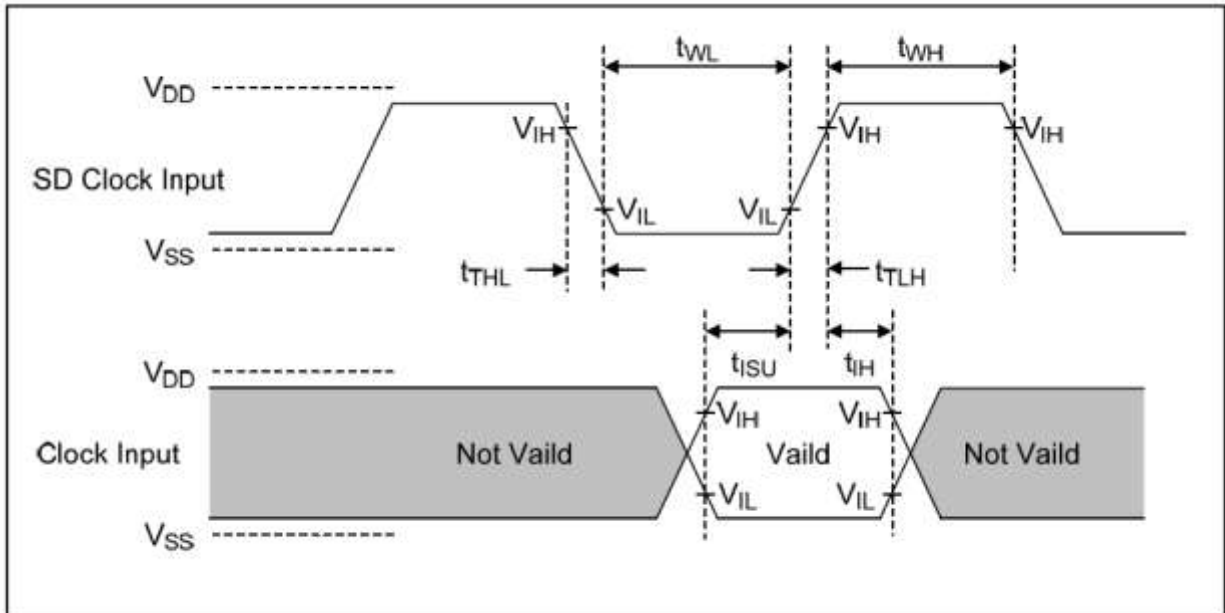 tWL
tWH
VDD
VIH
VIH
VIH
SD Clock Input
VIL
VIL
VSS
tTHL
tTLH
tISU
tIH
VDD
VIH
VIH
Clock Input
Not Vaild
Vaild
Not Vaild
VIL
VIL
VSS